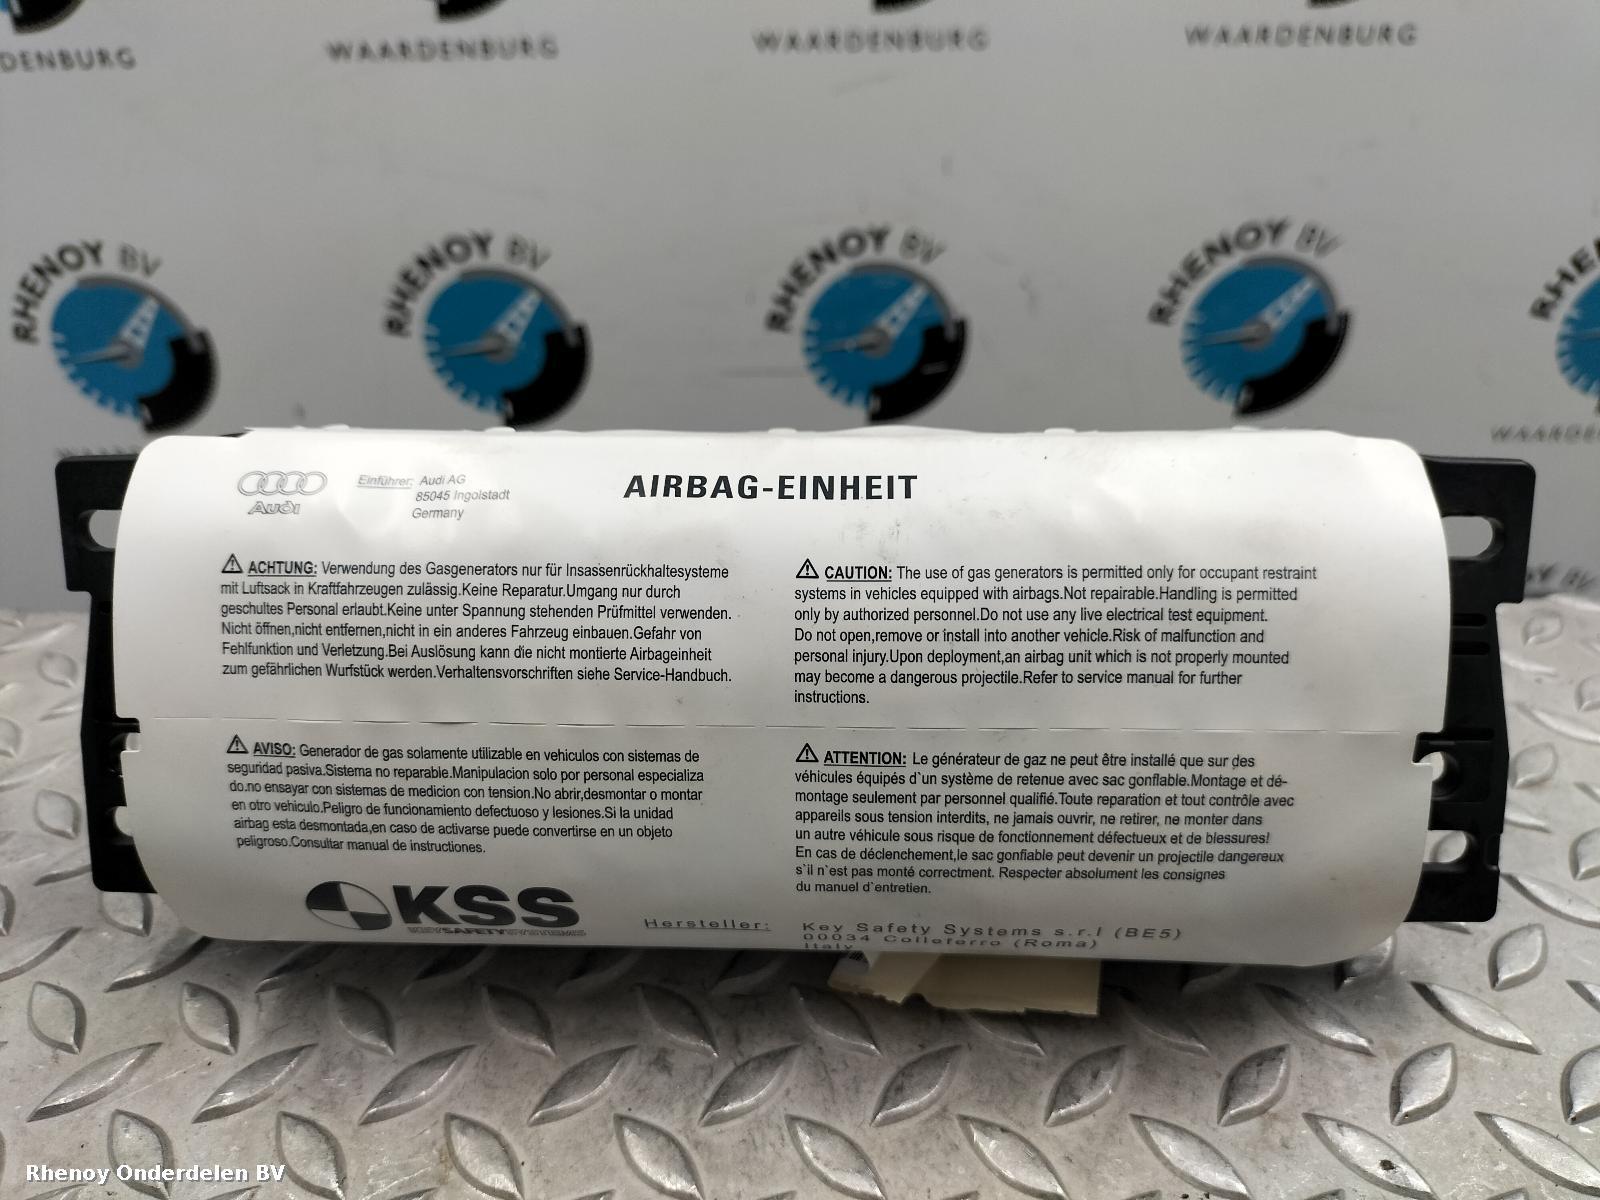 DENBURG
WAARDENBURG
WAARDENBURG
WAARDENBURG
RHENOY BV
RHENOY BV
RHENOY BV
RHENOY BV
Audi
Einführer: Audi AG
85045 Ingolstadt
Germany
AIRBAG-EINHEIT
⚠ ACHTUNG: Verwendung des Gasgenerators nur für Insassenrückhaltesysteme
mit Luftsack in Kraftfahrzeugen zulässig.Keine Reparatur.Umgang nur durch
geschultes Personal erlaubt.Keine unter Spannung stehenden Prüfmittel verwenden.
Nicht öffnen,nicht entfernen,nicht in ein anderes Fahrzeug einbauen.Gefahr von
Fehlfunktion und Verletzung.Bei Auslösung kann die nicht montierte Airbageinheit
zum gefährlichen Wurfstück werden.Verhaltensvorschriften siehe Service-Handbuch.
⚠ CAUTION: The use of gas generators is permitted only for occupant restraint
systems in vehicles equipped with airbags.Not repairable.Handling is permitted
only by authorized personnel.Do not use any live electrical test equipment.
Do not open,remove or install into another vehicle.Risk of malfunction and
personal injury.Upon deployment,an airbag unit which is not properly mounted
may become a dangerous projectile.Refer to service manual for further
instructions.
⚠ AVISO: Generador de gas solamente utilizable en vehiculos con sistemas de
seguridad pasiva.Sistema no reparable.Manipulacion solo por personal especializa
do.no ensayar con sistemas de medicion con tension.No abrir,desmontar o montar
en otro vehiculo.Peligro de funcionamiento defectuoso y lesiones.Si la unidad
airbag esta desmontada,en caso de activarse puede convertirse en un objeto
peligroso.Consultar manual de instructiones.
⚠ ATTENTION: Le générateur de gaz ne peut être installé que sur des
véhicules équipés d`un système de retenue avec sac gonflable.Montage et dé-
montage seulement par personnel qualifié.Toute reparation et tout contrôle avec
appareils sous tension interdits, ne jamais ouvrir, ne retirer, ne monter dans
un autre véhicule sous risque de fonctionnement défectueux et de blessures!
En cas de déclenchement,le sac gonflable peut devenir un projectile dangereux
s`il n`est pas monté correctment. Respecter absolument les consignes
du manuel d`entretien.
KSS
KEYSAFETYSYSTEMS
Hersteller: Key Safety Systems s.r.l (BE5)
00034 Colleferro (Roma)
Italy
Rhenoy Onderdelen BV